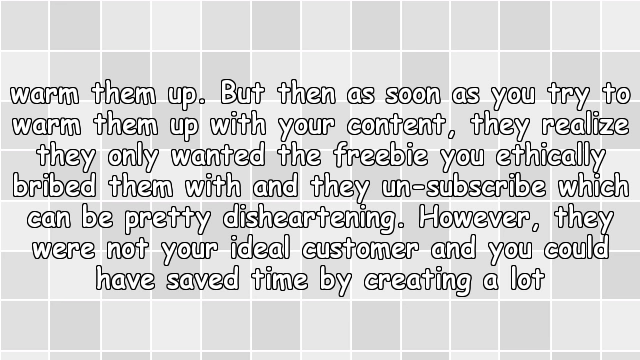 warm them up. But then as soon as you try to
warm them up with your content, they realize
they only wanted the freebie you ethically
bribed them with and they un-subscribe which
can be pretty disheartening. However, they
were not your ideal customer and you could
have saved time by creating a lot